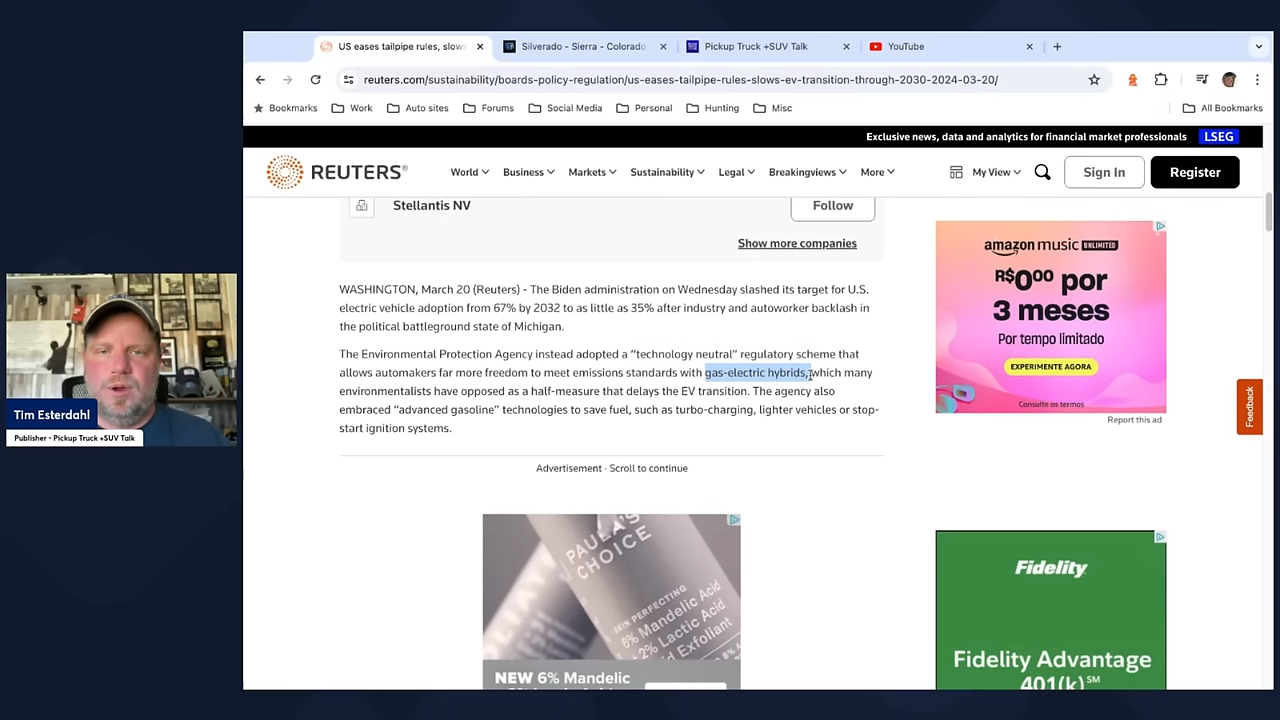 US eases tailpipe rules, slow
Silverado - Sierra - Colorado
Pickup Truck +SUV Talk
YouTube
reuters.com/sustainability/boards-policy-regulation/us-eases-tailpipe-rules-slows-ev-transition-through-2030-2024-03-20/
Bookmarks
Work
Auto sites
Forums
Social Media
Personal
Hunting
Misc
All Bookmarks
Exclusive news, data and analytics for financial market professionals
LSEG
REUTERS®
World
Business
Markets
Sustainability
Legal
Breakingviews
More
My View
Sign In
Register
Stellantis NV
Follow
Show more companies
WASHINGTON, March 20 (Reuters) - The Biden administration on Wednesday slashed its target for U.S.
electric vehicle adoption from 67% by 2032 to as little as 35% after industry and autoworker backlash in
the political battleground state of Michigan.
The Environmental Protection Agency instead adopted a “technology neutral” regulatory scheme that
allows automakers far more freedom to meet emissions standards with gas-electric hybrids, which many
environmentalists have opposed as a half-measure that delays the EV transition. The agency also
embraced “advanced gasoline” technologies to save fuel, such as turbo-charging, lighter vehicles or stop-
start ignition systems.
Advertisement · Scroll to continue
PAULA'S
CHOICE
SKIN PERFECTING
6% Mandelic Acid
2% Lactic Acid
Exfoliant
NEW 6% Mandelic
amazon music UNLIMITED
R$0,00 por
3 meses
Por tempo limitado
EXPERIMENTE AGORA
Consulte os termos
Report this ad
Feedback
Fidelity
Fidelity Advantage
401(k)SM
Tim Esterdahl
Publisher - Pickup Truck +SUV Talk